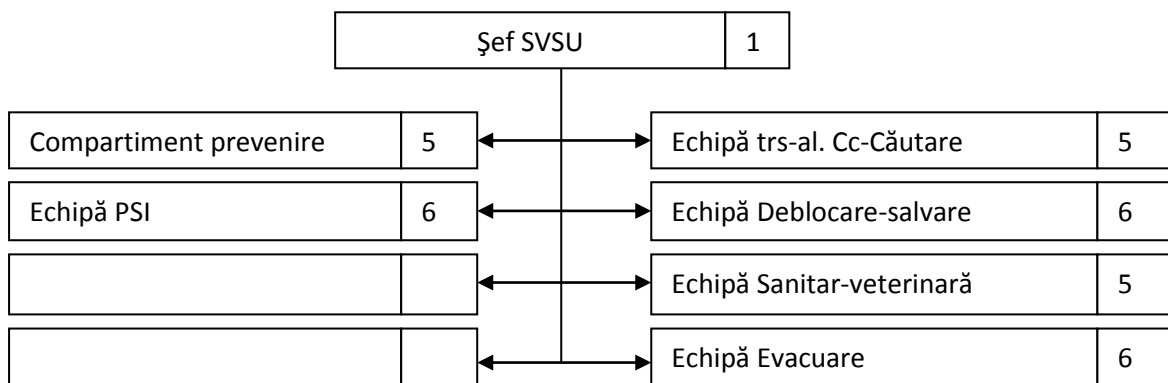 Şef SVSU 1
Compartiment prevenire 5 Echipă trs-al. Cc-Căutare 5
Echipă PSI 6 Echipă Deblocare-salvare 6
Echipă Sanitar-veterinară 5
Echipă Evacuare 6